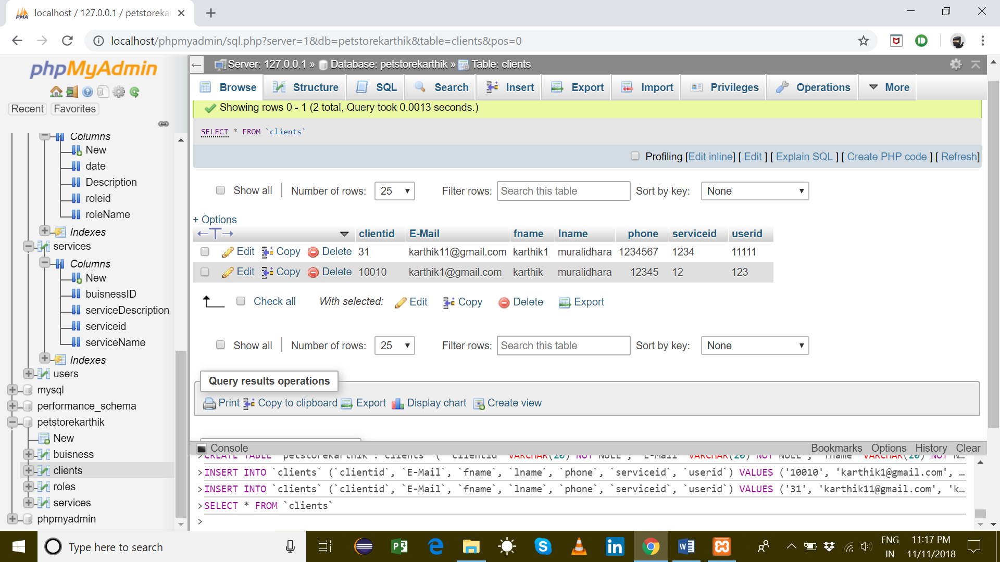 localhost / 127.0.0.1 / petstoreka
localhost/phpmyadmin/sql.php?server=1&db=petstorekarthik&table=clients&pos=0
phpMyAdmin
Recent Favorites
Columns
New
date
Description
roleid
roleName
Indexes
services
Columns
New
buisnessID
serviceDescription
serviceid
serviceName
Indexes
users
mysql
performance_schema
petstorekarthik
New
buisness
clients
roles
services
phpmyadmin
Server: 127.0.0.1 » Database: petstorekarthik » Table: clients
Browse Structure SQL Search Insert Export Import Privileges Operations More
Showing rows 0 - 1 (2 total, Query took 0.0013 seconds.)
SELECT * FROM `clients`
Profiling [Edit inline] [ Edit ] [ Explain SQL ] [ Create PHP code ] [ Refresh]
Show all Number of rows: 25 Filter rows: Search this table Sort by key: None
+ Options
clientid E-Mail fname lname phone serviceid userid
Edit Copy Delete 31 karthik11@gmail.com karthik1 muralidhara 1234567 1234 11111
Edit Copy Delete 10010 karthik1@gmail.com karthik muralidhara 12345 12 123
Check all With selected: Edit Copy Delete Export
Show all Number of rows: 25 Filter rows: Search this table Sort by key: None
Query results operations
Print Copy to clipboard Export Display chart Create view
Console Bookmarks Options History Clear
>CREATE TABLE `petstorekarthik`.`clients` ( `clientid` VARCHAR(20) NOT NULL , `E-Mail` VARCHAR(20) NOT NULL , `fname` VARCHAR(20) NOT N...
>INSERT INTO `clients` (`clientid`, `E-Mail`, `fname`, `lname`, `phone`, `serviceid`, `userid`) VALUES ('10010', 'karthik1@gmail.com', ...
>INSERT INTO `clients` (`clientid`, `E-Mail`, `fname`, `lname`, `phone`, `serviceid`, `userid`) VALUES ('31', 'karthik11@gmail.com', 'k...
>SELECT * FROM `clients`
>
Type here to search
ENG
IN
11:17 PM
11/11/2018